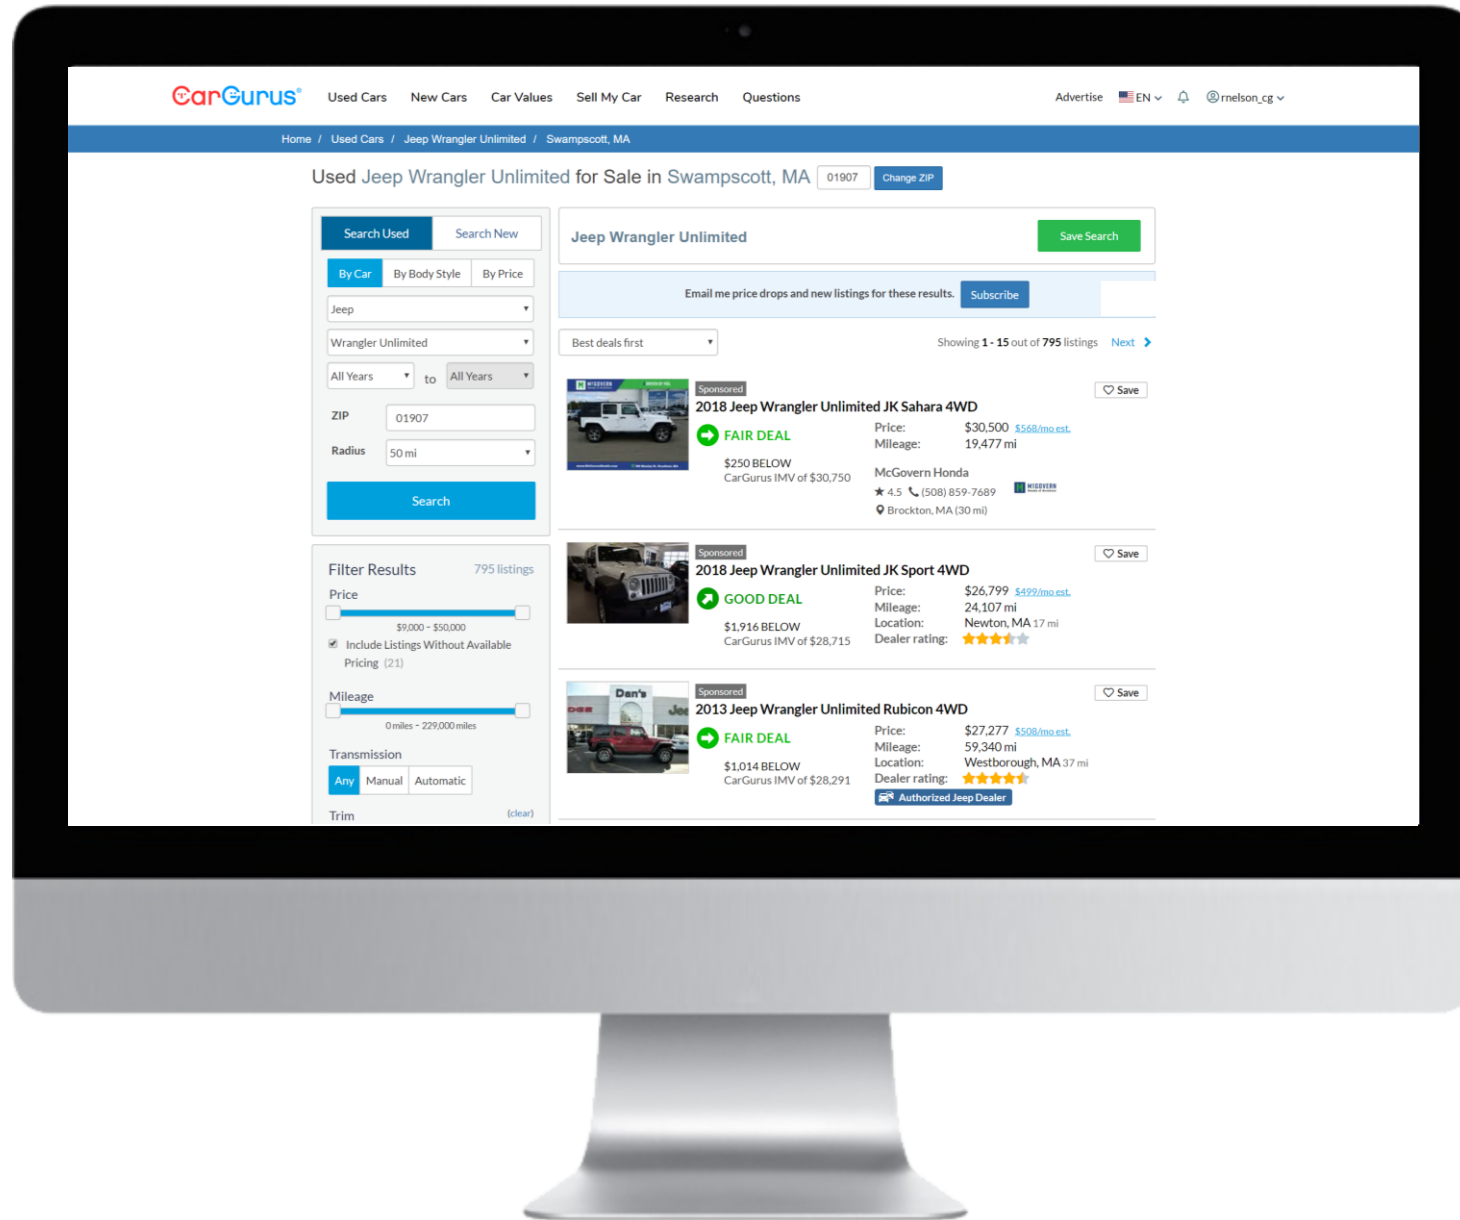 CarGurus®
Used Cars New Cars Car Values Sell My Car Research Questions
Advertise EN rnelson_cg
Home / Used Cars / Jeep Wrangler Unlimited / Swampscott, MA
Used Jeep Wrangler Unlimited for Sale in Swampscott, MA 01907 Change ZIP
Search Used Search New
By Car By Body Style By Price
Jeep
Wrangler Unlimited
All Years to All Years
ZIP 01907
Radius 50 mi
Search
Filter Results 795 listings
Price
$9,000 – $50,000
Include Listings Without Available
Pricing (21)
Mileage
0 miles – 229,000 miles
Transmission
Any Manual Automatic
Trim (clear)
Jeep Wrangler Unlimited Save Search
Email me price drops and new listings for these results. Subscribe
Best deals first Showing 1 - 15 out of 795 listings Next
Sponsored Save
2018 Jeep Wrangler Unlimited JK Sahara 4WD
FAIR DEAL
$250 BELOW
CarGurus IMV of $30,750
Price: $30,500 $568/mo est.
Mileage: 19,477 mi
McGovern Honda
4.5 (508) 859-7689 MCGOVERN
Brockton, MA (30 mi)
Sponsored Save
2018 Jeep Wrangler Unlimited JK Sport 4WD
GOOD DEAL
$1,916 BELOW
CarGurus IMV of $28,715
Price: $26,799 $499/mo est.
Mileage: 24,107 mi
Location: Newton, MA 17 mi
Dealer rating:
Dan's
Sponsored Save
2013 Jeep Wrangler Unlimited Rubicon 4WD
FAIR DEAL
$1,014 BELOW
CarGurus IMV of $28,291
Price: $27,277 $508/mo est.
Mileage: 59,340 mi
Location: Westborough, MA 37 mi
Dealer rating:
Authorized Jeep Dealer